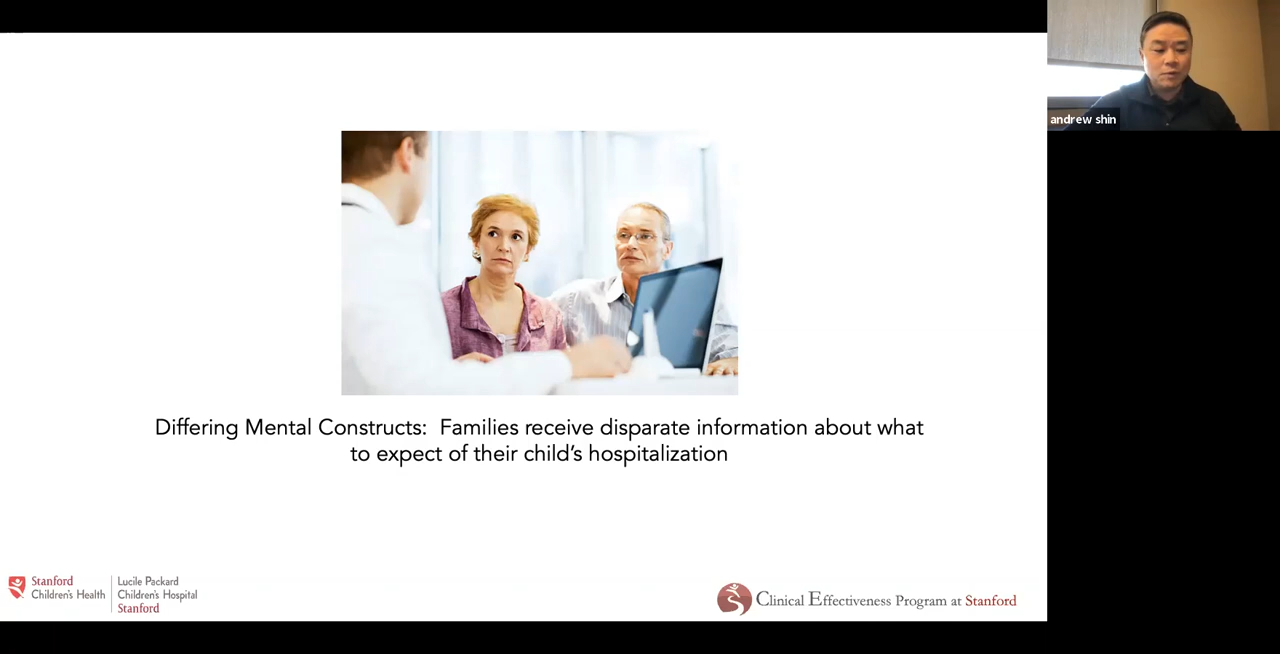 andrew shin
Differing Mental Constructs:  Families receive disparate information about what
to expect of their child’s hospitalization
Stanford
Children's Health
Lucile Packard
Children's Hospital
Stanford
Clinical Effectiveness Program at Stanford